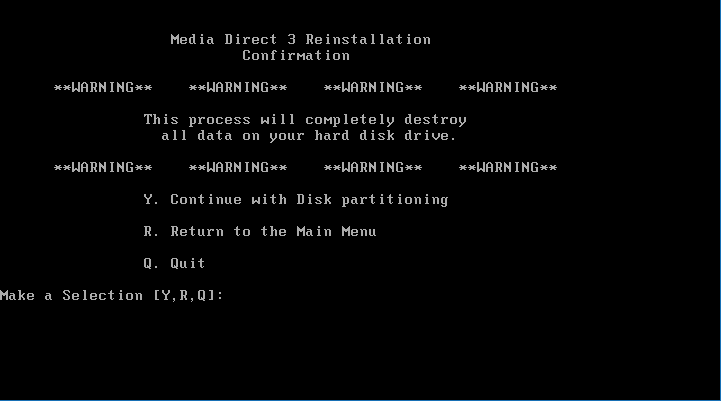 Media Direct 3 Reinstallation
Confirmation
**WARNING** **WARNING** **WARNING** **WARNING**
This process will completely destroy
all data on your hard disk drive.
**WARNING** **WARNING** **WARNING** **WARNING**
Y. Continue with Disk partitioning
R. Return to the Main Menu
Q. Quit
Make a Selection [Y,R,Q]: